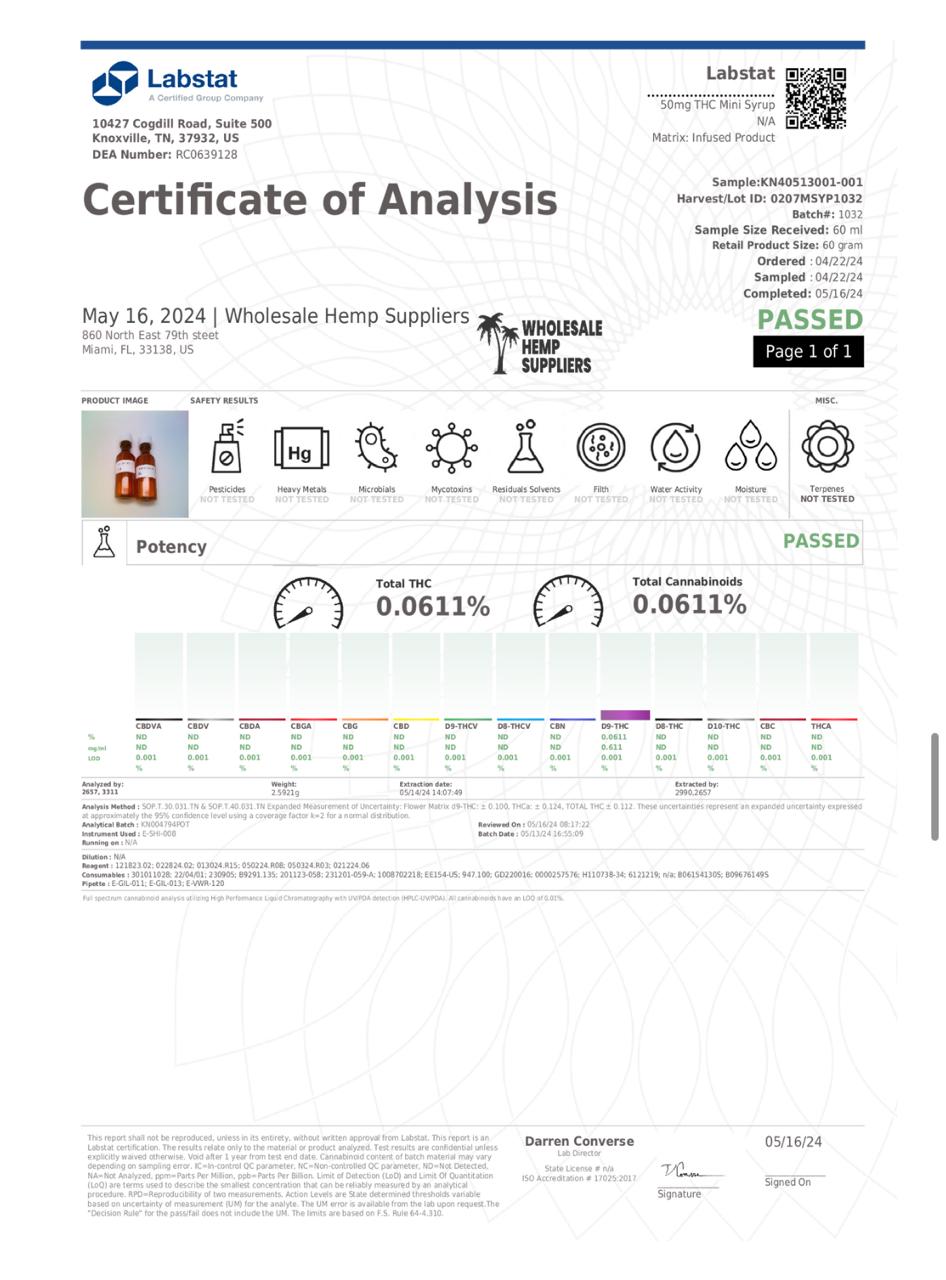 Labstat
A Certified Group Company
10427 Cogdill Road, Suite 500
Knoxville, TN, 37932, US
DEA Number: RC0639128
Labstat
50mg THC Mini Syrup
N/A
Matrix: Infused Product
Certificate of Analysis
Sample:KN40513001-001
Harvest/Lot ID: 0207MSYP1032
Batch#: 1032
Sample Size Received: 60 ml
Retail Product Size: 60 gram
Ordered : 04/22/24
Sampled : 04/22/24
Completed: 05/16/24
PASSED
Page 1 of 1
May 16, 2024 | Wholesale Hemp Suppliers
860 North East 79th steet
Miami, FL, 33138, US
WHOLESALE
HEMP
SUPPLIERS
PRODUCT IMAGE SAFETY RESULTS MISC.
Hg
Pesticides Heavy Metals Microbials Mycotoxins Residuals Solvents Filth Water Activity Moisture Terpenes
NOT TESTED NOT TESTED NOT TESTED NOT TESTED NOT TESTED NOT TESTED NOT TESTED NOT TESTED NOT TESTED
Potency PASSED
Total THC
0.0611%
Total Cannabinoids
0.0611%
CBDVA CBDV CBDA CBGA CBG CBD D9-THCV D8-THCV CBN D9-THC D8-THC D10-THC CBC THCA
% ND ND ND ND ND ND ND ND ND 0.0611 ND ND ND ND
mg/ml ND ND ND ND ND ND ND ND ND 0.611 ND ND ND ND
LOD 0.001 0.001 0.001 0.001 0.001 0.001 0.001 0.001 0.001 0.001 0.001 0.001 0.001 0.001
% % % % % % % % % % % % % %
Analyzed by: Weight: Extraction date: Extracted by:
2657, 3311 2.5921g 05/14/24 14:07:49 2990,2657
Analysis Method : SOP.T.30.031.TN & SOP.T.40.031.TN Expanded Measurement of Uncertainty: Flower Matrix d9-THC: ± 0.100, THCa: ± 0.124, TOTAL THC ± 0.112. These uncertainties represent an expanded uncertainty expressed
at approximately the 95% confidence level using a coverage factor k=2 for a normal distribution.
Analytical Batch : KN004794POT Reviewed On : 05/16/24 08:17:22
Instrument Used : E-SHI-008 Batch Date : 05/13/24 16:55:09
Running on : N/A
Dilution : N/A
Reagent : 121823.02; 022824.02; 013024.R15; 050224.R08; 050324.R03; 021224.06
Consumables : 301011028; 22/04/01; 230905; B9291.135; 201123-058; 231201-059-A; 1008702218; EE154-US; 947.100; GD220016; 0000257576; H110738-34; 6121219; n/a; B0615413OS; B09676149S
Pipette : E-GIL-011; E-GIL-013; E-VWR-120
Full spectrum cannabinoid analysis utilizing High Performance Liquid Chromatography with UV/PDA detection (HPLC-UV/PDA). All cannabinoids have an LOQ of 0.01%.
This report shall not be reproduced, unless in its entirety, without written approval from Labstat. This report is an
Labstat certification. The results relate only to the material or product analyzed. Test results are confidential unless
explicitly waived otherwise. Void after 1 year from test end date. Cannabinoid content of batch material may vary
depending on sampling error. IC=In-control QC parameter, NC=Non-controlled QC parameter, ND=Not Detected,
NA=Not Analyzed, ppm=Parts Per Million, ppb=Parts Per Billion. Limit of Detection (LoD) and Limit Of Quantitation
(LoQ) are terms used to describe the smallest concentration that can be reliably measured by an analytical
procedure. RPD=Reproducibility of two measurements. Action Levels are State determined thresholds variable
based on uncertainty of measurement (UM) for the analyte. The UM error is available from the lab upon request.The
"Decision Rule" for the pass/fail does not include the UM. The limits are based on F.S. Rule 64-4.310.
Darren Converse
Lab Director
State License # n/a
ISO Accreditation # 17025:2017
Signature
05/16/24
Signed On